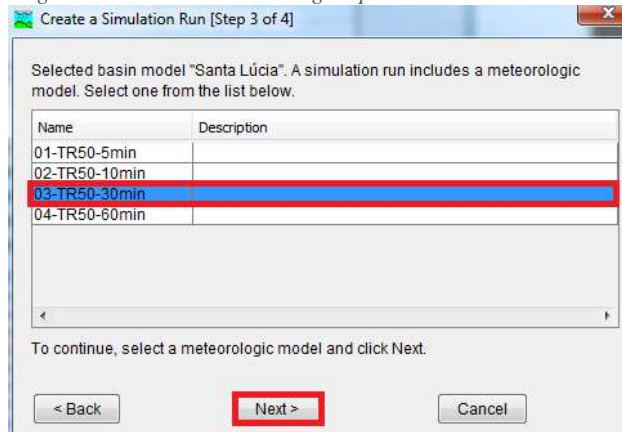 Create a Simulation Run [Step 3 of 4]
Selected basin model "Santa Lúcia". A simulation run includes a meteorologic
model. Select one from the list below.
Name Description
01-TR50-5min
02-TR50-10min
03-TR50-30min
04-TR50-60min
To continue, select a meteorologic model and click Next.
< Back Next > Cancel